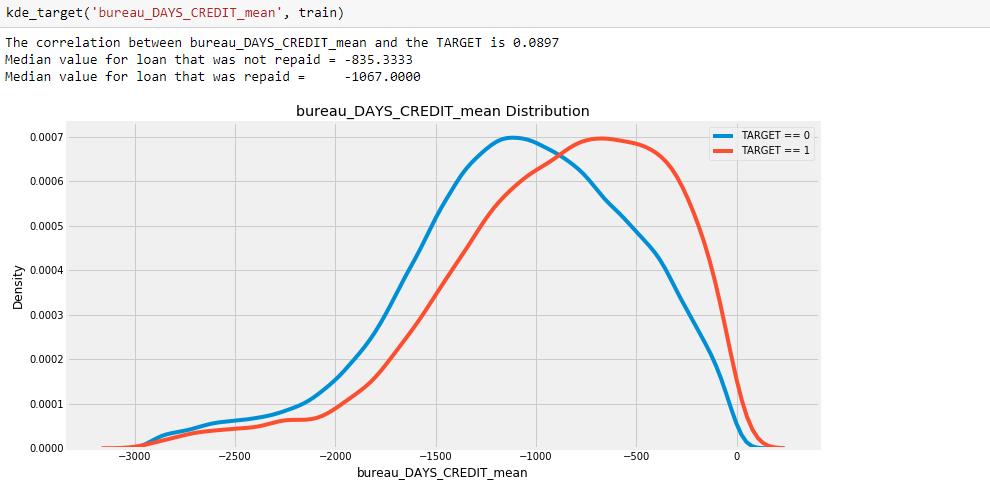 kde_target('bureau_DAYS_CREDIT_mean', train)
The correlation between bureau_DAYS_CREDIT_mean and the TARGET is 0.0897
Median value for loan that was not repaid = -835.3333
Median value for loan that was repaid =     -1067.0000
bureau_DAYS_CREDIT_mean Distribution
TARGET == 0
TARGET == 1
Density
0.0007
0.0006
0.0005
0.0004
0.0003
0.0002
0.0001
0.0000
−3000 −2500 −2000 −1500 −1000 −500 0
bureau_DAYS_CREDIT_mean